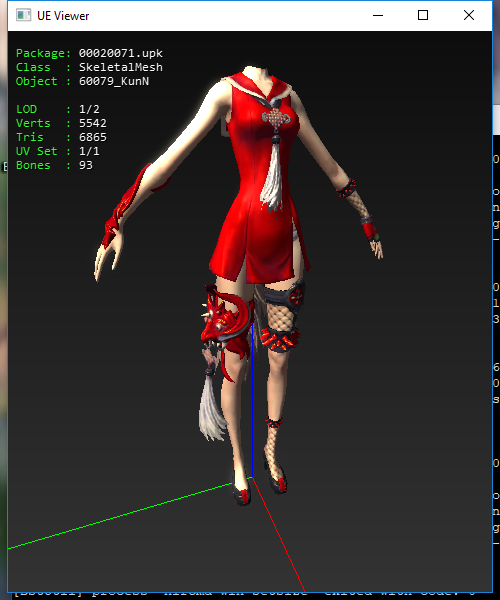 UE Viewer
Package: 00020071.upk
Class : SkeletalMesh
Object : 60079_KunN
LOD : 1/2
Verts : 5542
Tris : 6865
UV Set : 1/1
Bones : 93